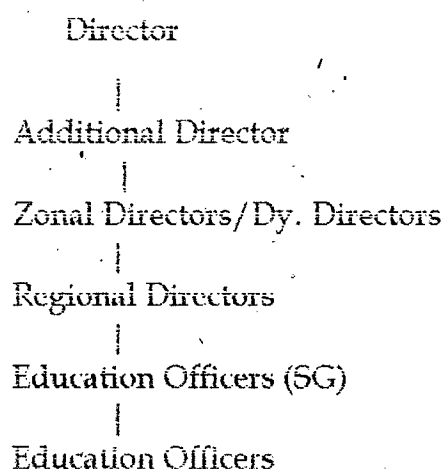 Director
Additional Director
Zonal Directors/Dy. Directors
Regional Directors
Education Officers (SG)
Education Officers